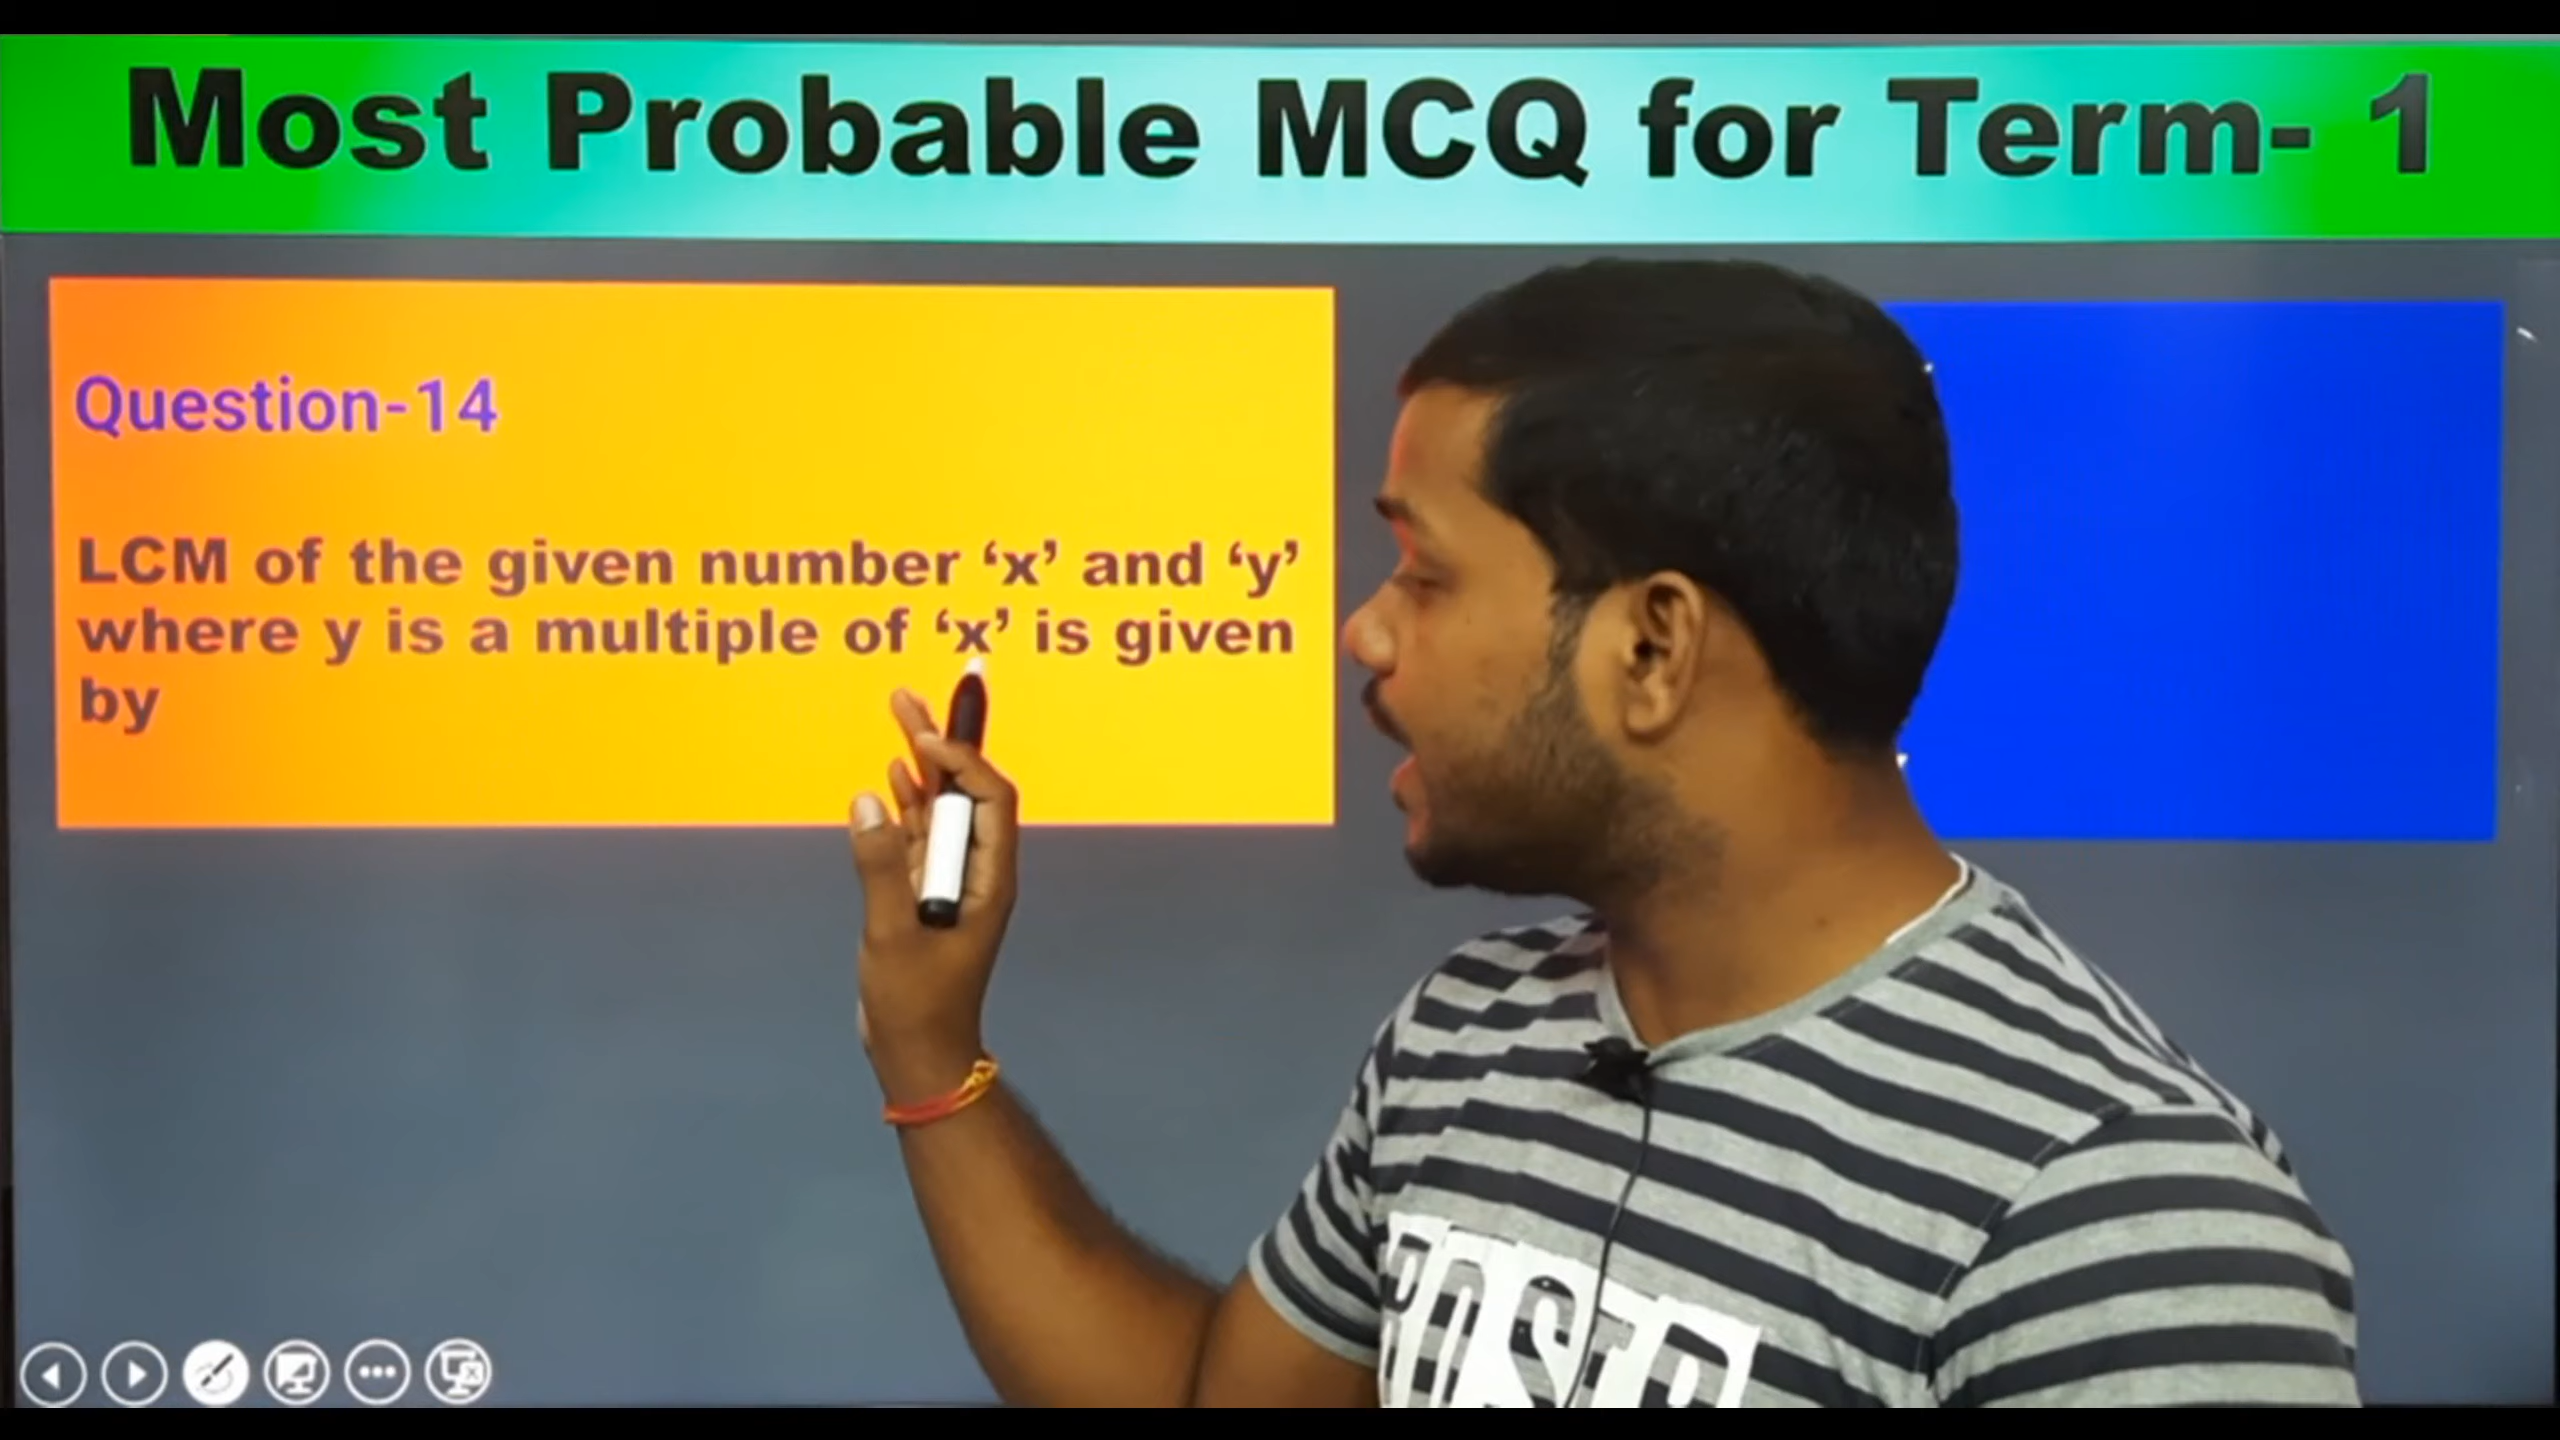 Most Probable MCQ for Term- 1
Question-14
LCM of the given number ‘x’ and ‘y’
where y is a multiple of ‘x’ is given
by